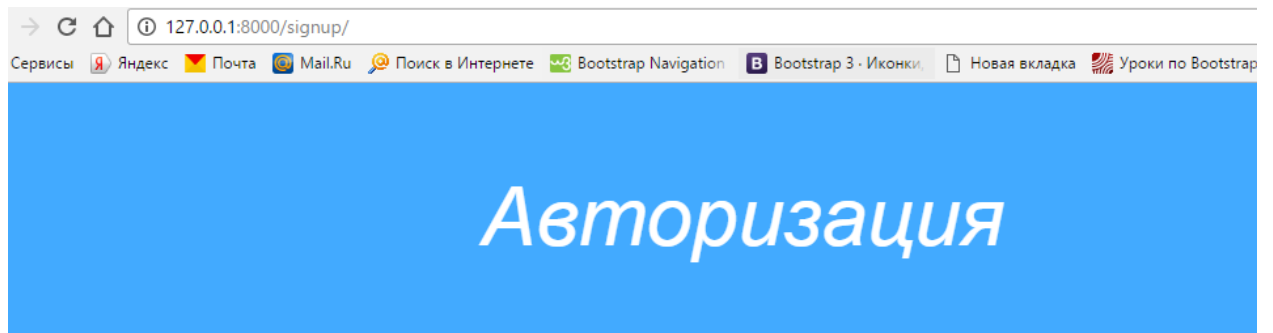 127.0.0.1:8000/signup/
Сервисы Яндекс Почта Mail.Ru Поиск в Интернете Bootstrap Navigation Bootstrap 3 · Иконки, Новая вкладка Уроки по Bootstrap
Авторизация